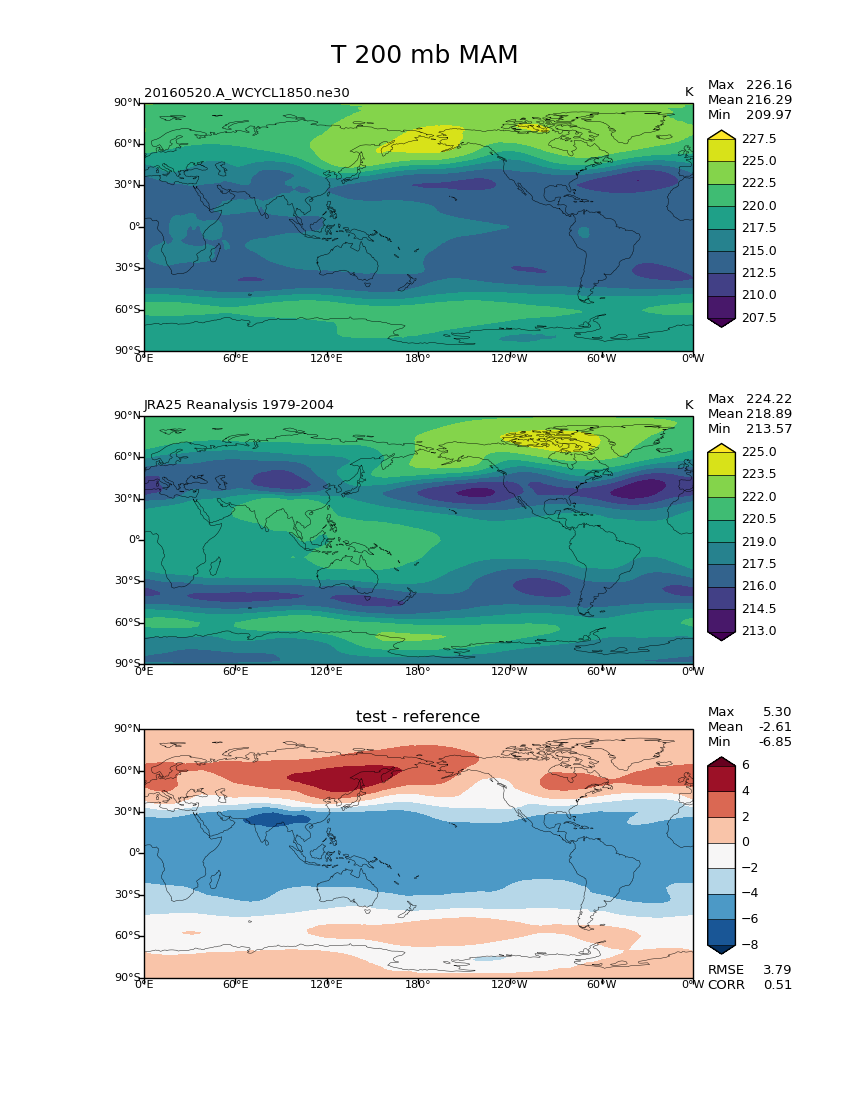 T 200 mb MAM
20160520.A_WCYCL1850.ne30
K
Max 226.16
Mean 216.29
Min 209.97
90°N
60°N
30°N
0°
30°S
60°S
90°S
0°E 60°E 120°E 180° 120°W 60°W 0°W
227.5
225.0
222.5
220.0
217.5
215.0
212.5
210.0
207.5
JRA25 Reanalysis 1979-2004
K
Max 224.22
Mean 218.89
Min 213.57
90°N
60°N
30°N
0°
30°S
60°S
90°S
0°E 60°E 120°E 180° 120°W 60°W 0°W
225.0
223.5
222.0
220.5
219.0
217.5
216.0
214.5
213.0
test - reference
Max 5.30
Mean -2.61
Min -6.85
90°N
60°N
30°N
0°
30°S
60°S
90°S
0°E 60°E 120°E 180° 120°W 60°W 0°W
6
4
2
0
−2
−4
−6
−8
RMSE 3.79
CORR 0.51